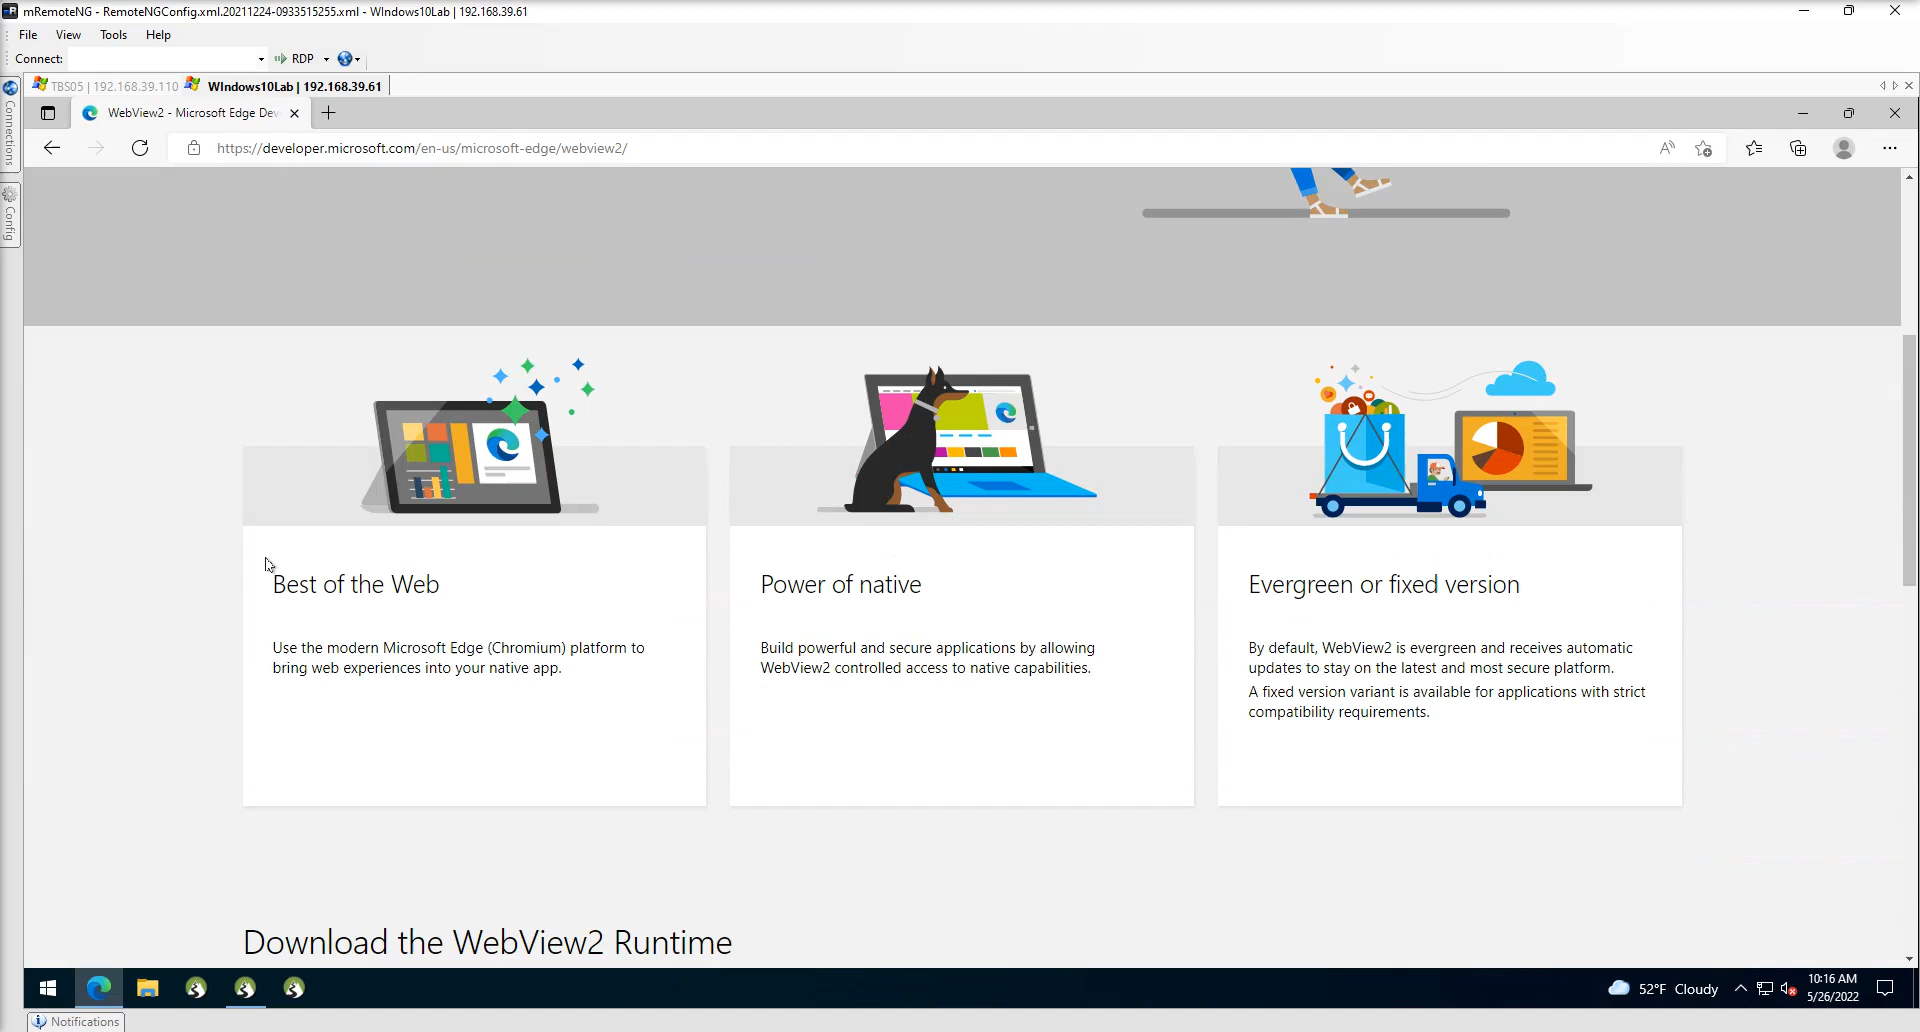 mRemoteNG - RemoteNGConfig.xml.20211224-0933515255.xml - WIndows10Lab | 192.168.39.61
File View Tools Help
Connect: RDP
TBS05 | 192.168.39.110 WIndows10Lab | 192.168.39.61
Connections
Config
WebView2 - Microsoft Edge Dev
https://developer.microsoft.com/en-us/microsoft-edge/webview2/
Best of the Web
Use the modern Microsoft Edge (Chromium) platform to
bring web experiences into your native app.
Power of native
Build powerful and secure applications by allowing
WebView2 controlled access to native capabilities.
Evergreen or fixed version
By default, WebView2 is evergreen and receives automatic
updates to stay on the latest and most secure platform.
A fixed version variant is available for applications with strict
compatibility requirements.
Download the WebView2 Runtime
52°F Cloudy
10:16 AM
5/26/2022
Notifications